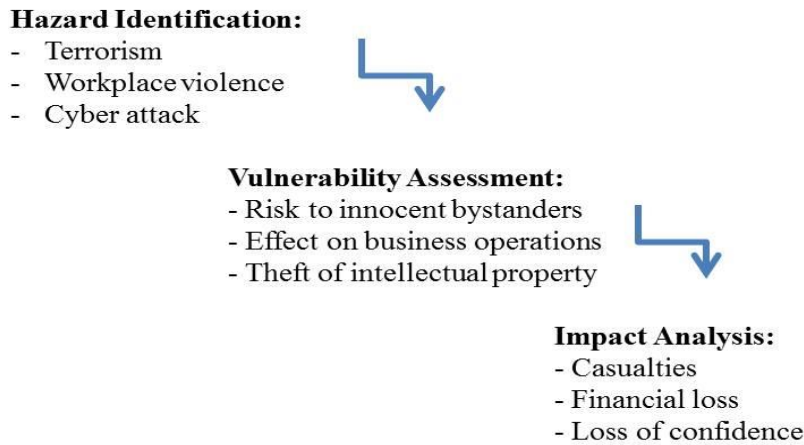 Hazard Identification:
- Terrorism
- Workplace violence
- Cyber attack
Vulnerability Assessment:
- Risk to innocent bystanders
- Effect on business operations
- Theft of intellectual property
Impact Analysis:
- Casualties
- Financial loss
- Loss of confidence